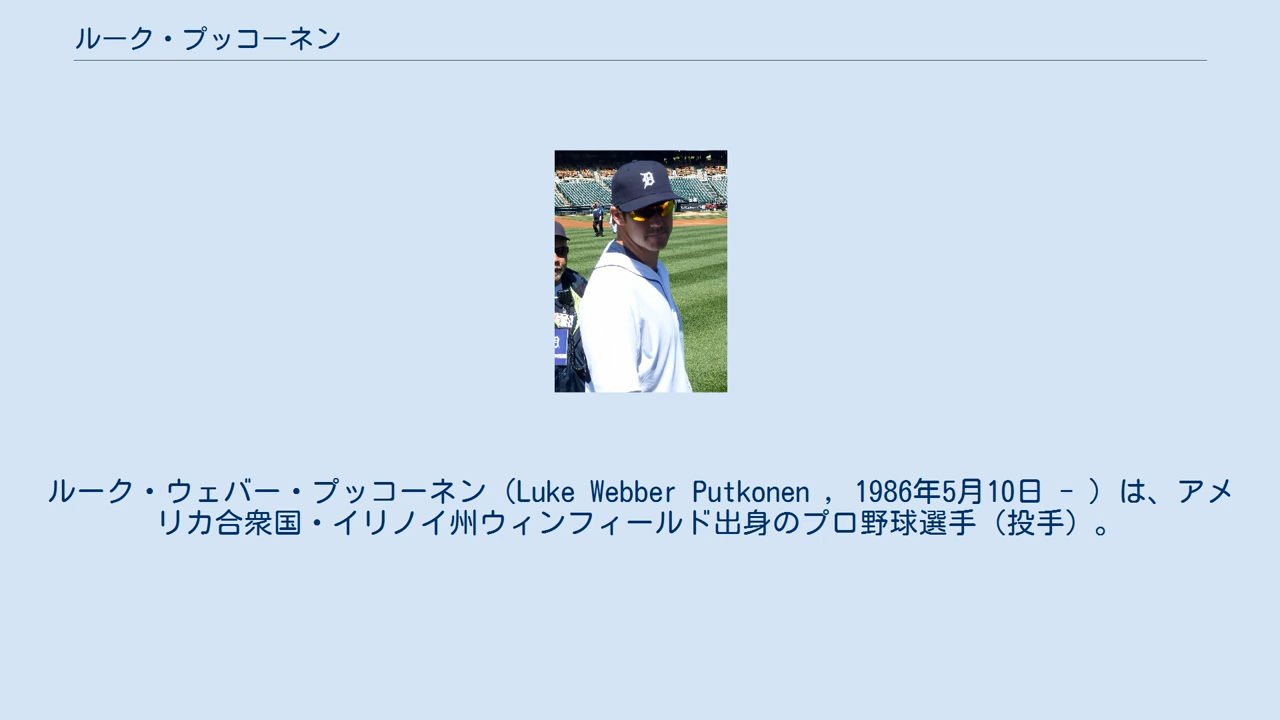 ルーク・プッコーネン
ルーク・ウェバー・プッコーネン（Luke Webber Putkonen , 1986年5月10日 - ）は、アメ
リカ合衆国・イリノイ州ウィンフィールド出身のプロ野球選手（投手）。